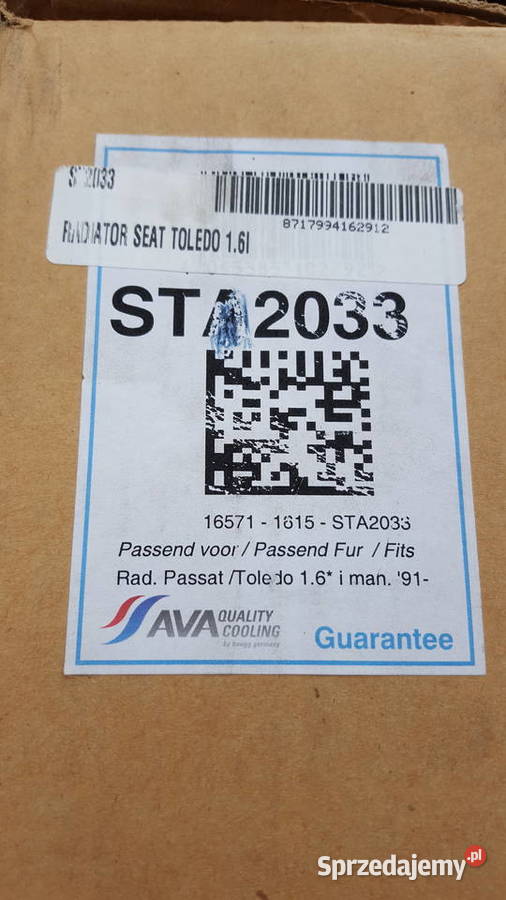 STA2033
8717994162912
RADIATOR SEAT TOLEDO 1.6I
STA2033
16571 - 1615 - STA2033
Passend voor / Passend Fur / Fits
Rad. Passat /Toledo 1.6* i man. '91-
AVA QUALITY
COOLING
by haugg germany
Guarantee
Sprzedajemy.pl